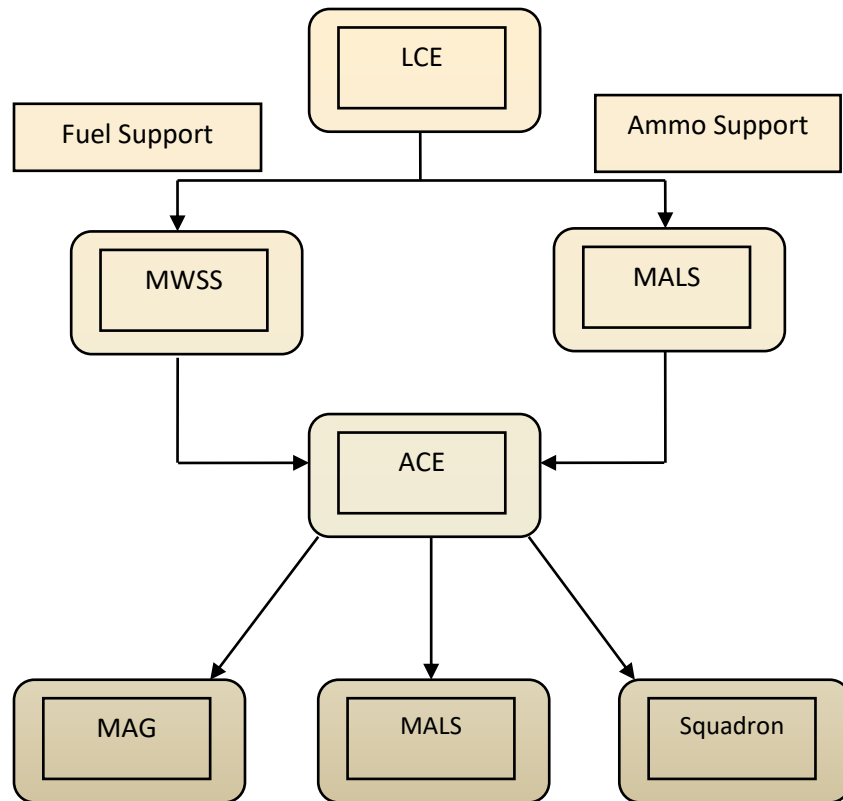 LCE
Fuel Support
Ammo Support
MWSS
MALS
ACE
MAG
MALS
Squadron